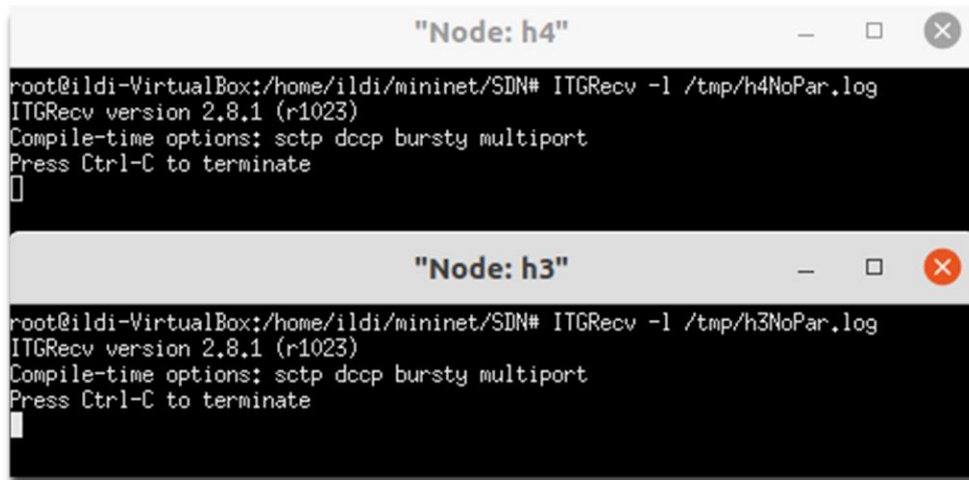 "Node: h4"
root@ildi-VirtualBox:/home/ildi/mininet/SDN# ITGRecv -l /tmp/h4NoPar.log
ITGRecv version 2.8.1 (r1023)
Compile-time options: sctp dccp bursty multiport
Press Ctrl-C to terminate
"Node: h3"
root@ildi-VirtualBox:/home/ildi/mininet/SDN# ITGRecv -l /tmp/h3NoPar.log
ITGRecv version 2.8.1 (r1023)
Compile-time options: sctp dccp bursty multiport
Press Ctrl-C to terminate